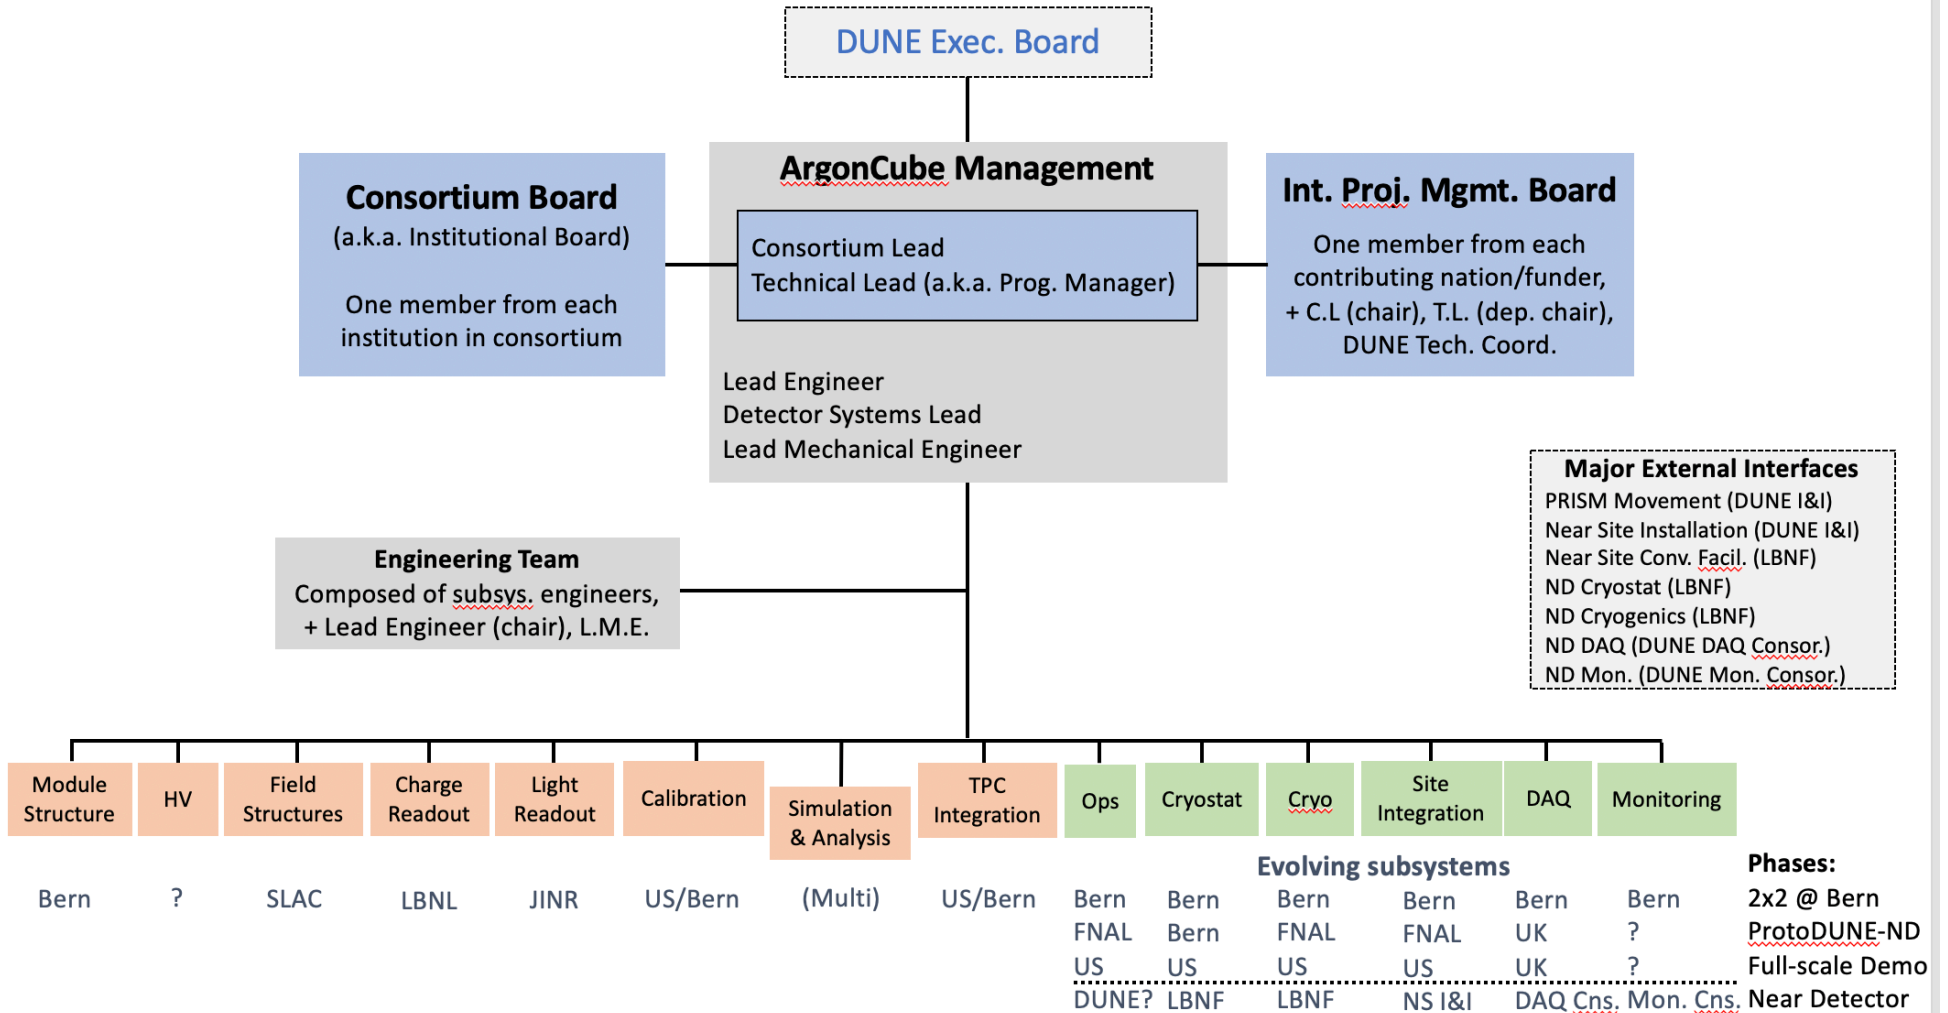 DUNE Exec. Board
ArgonCube Management
Consortium Lead
Technical Lead (a.k.a. Prog. Manager)
Lead Engineer
Detector Systems Lead
Lead Mechanical Engineer
Consortium Board
(a.k.a. Institutional Board)
One member from each
institution in consortium
Int. Proj. Mgmt. Board
One member from each
contributing nation/funder,
+ C.L (chair), T.L. (dep. chair),
DUNE Tech. Coord.
Major External Interfaces
PRISM Movement (DUNE I&I)
Near Site Installation (DUNE I&I)
Near Site Conv. Facil. (LBNF)
ND Cryostat (LBNF)
ND Cryogenics (LBNF)
ND DAQ (DUNE DAQ Consor.)
ND Mon. (DUNE Mon. Consor.)
Engineering Team
Composed of subsys. engineers,
+ Lead Engineer (chair), L.M.E.
Module
Structure
HV
Field
Structures
Charge
Readout
Light
Readout
Calibration
Simulation
& Analysis
TPC
Integration
Ops
Cryostat
Cryo
Site
Integration
DAQ
Monitoring
Evolving subsystems
Phases:
Bern ? SLAC LBNL JINR US/Bern (Multi) US/Bern Bern Bern Bern Bern Bern Bern 2x2 @ Bern
FNAL Bern FNAL FNAL UK ? ProtoDUNE-ND
US US US US UK ? Full-scale Demo
DUNE? LBNF LBNF NS I&I DAQ Cns. Mon. Cns. Near Detector